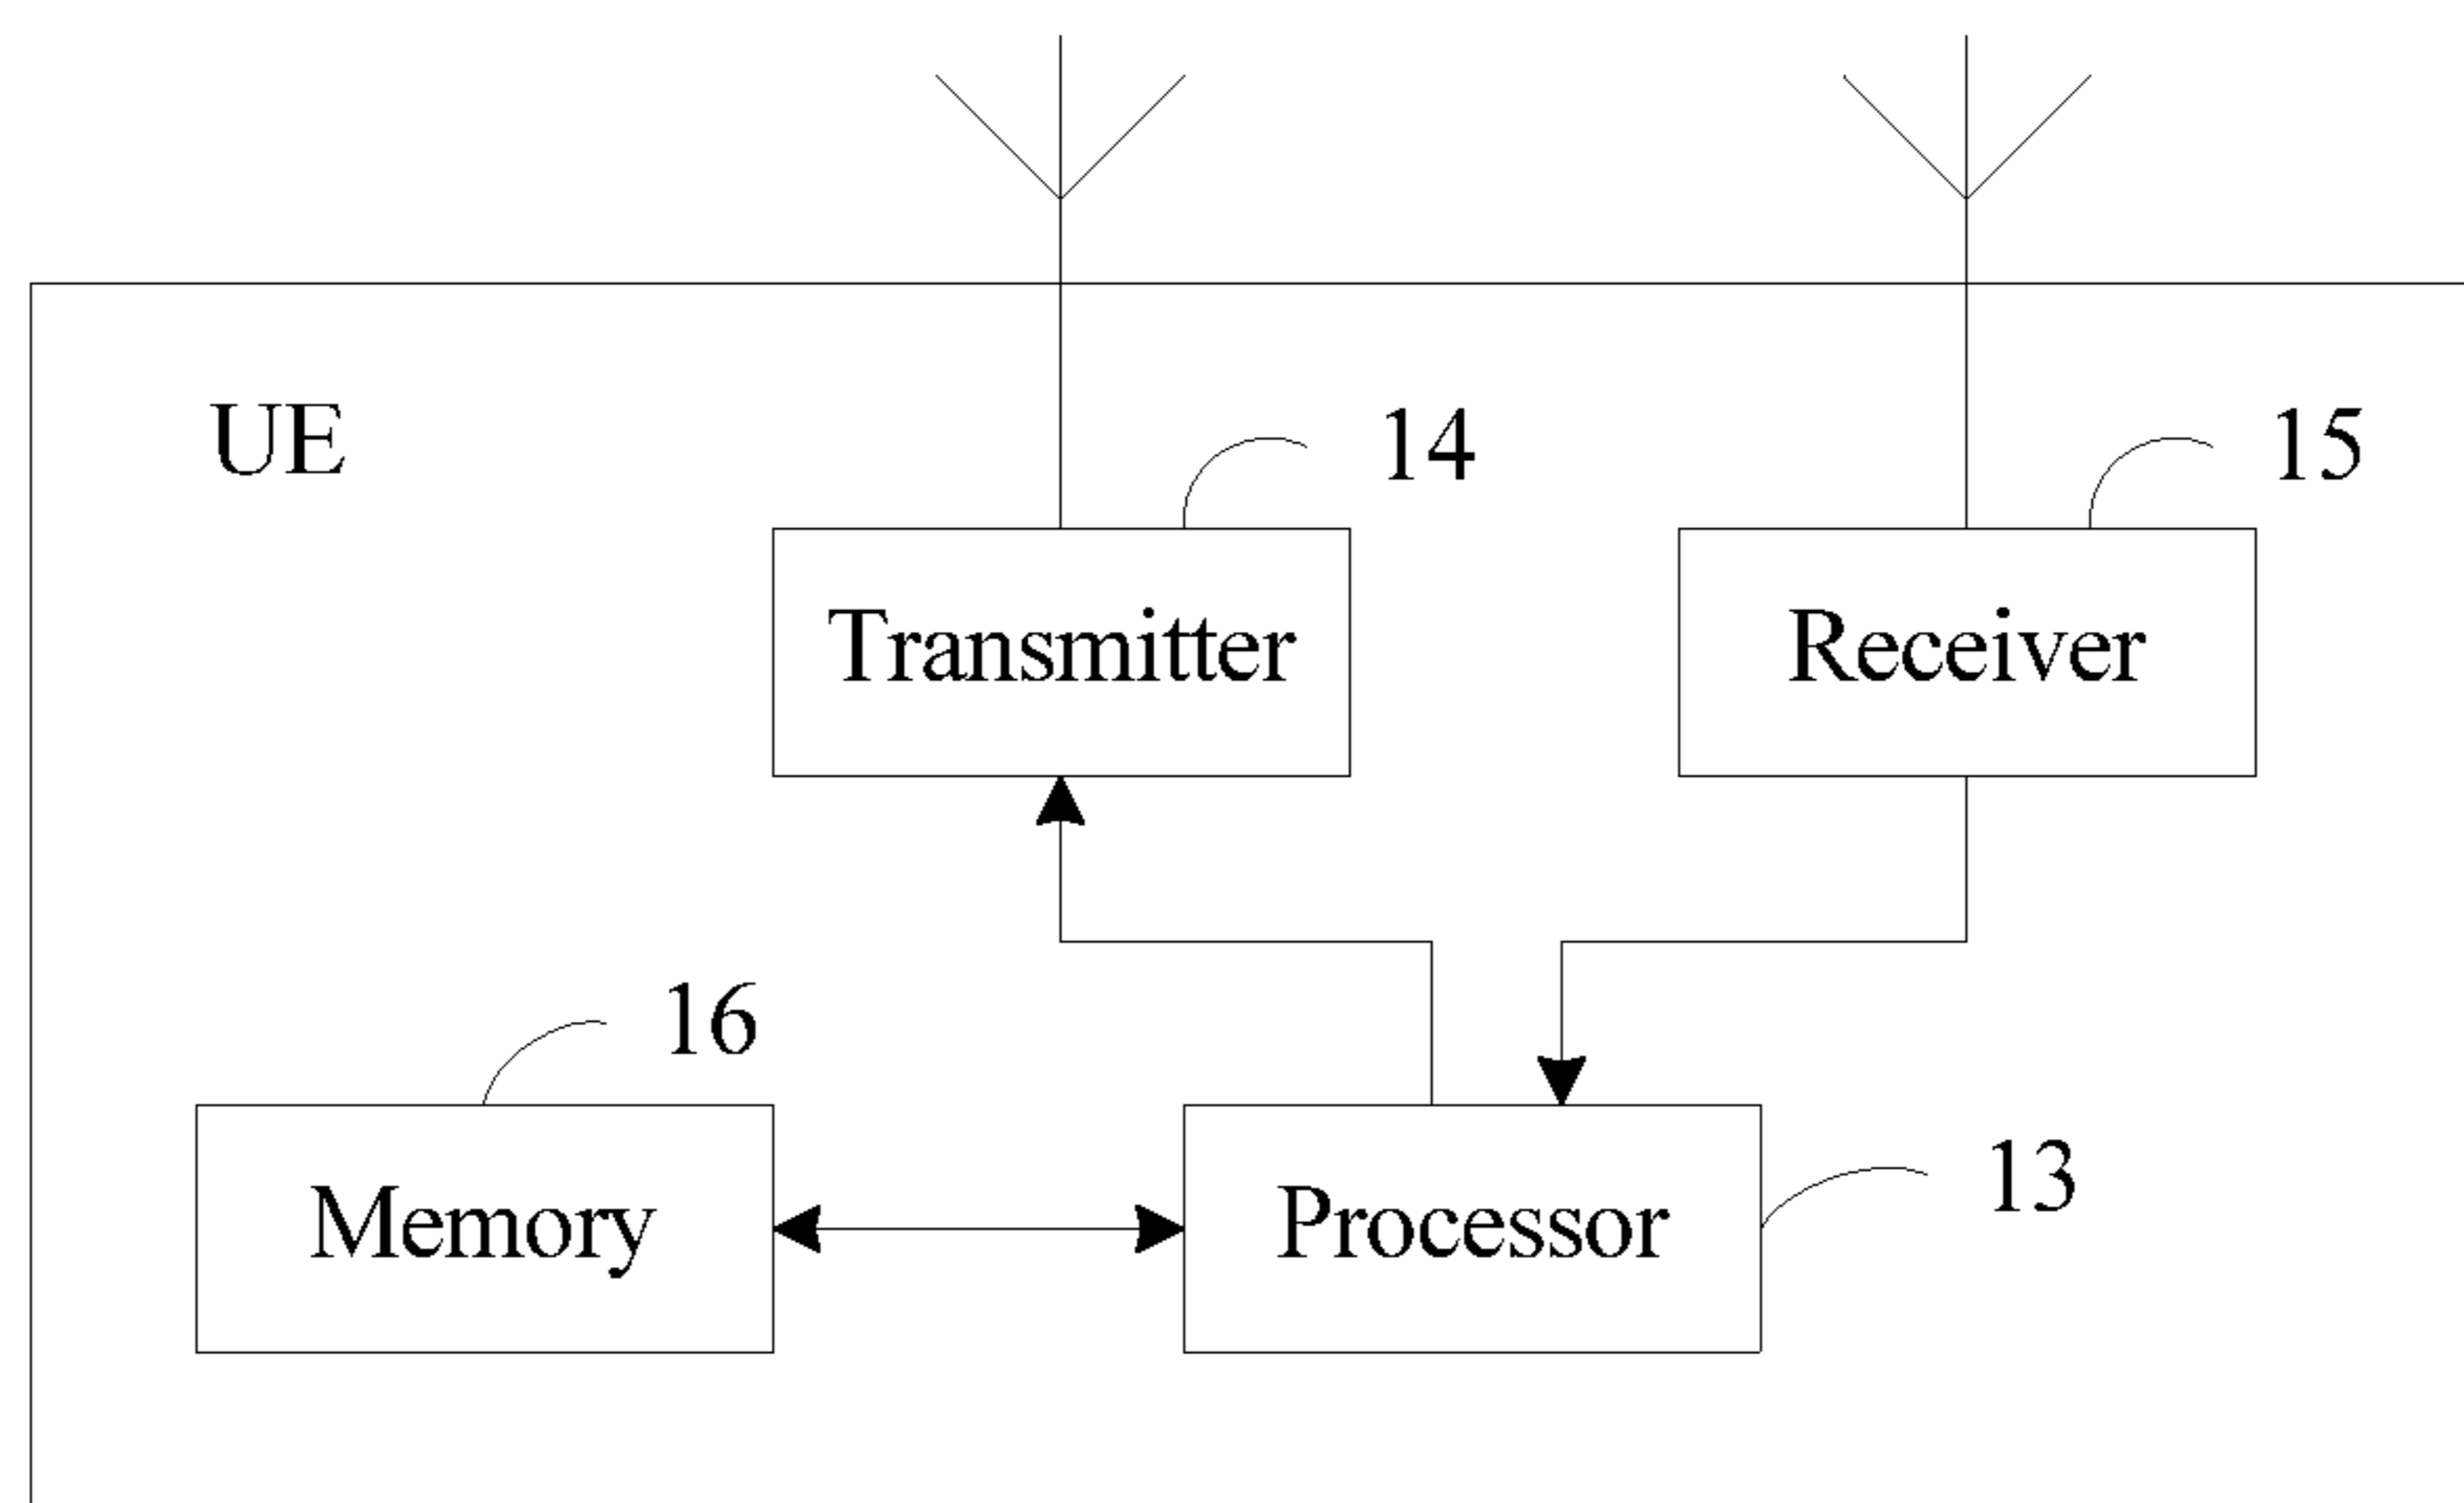 UE
14
15
Transmitter
Receiver
16
Memory
Processor
13